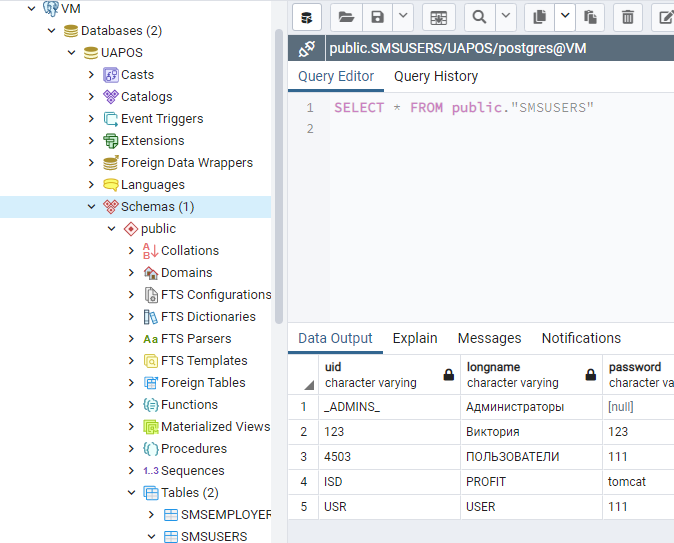 VM
Databases (2)
UAPOS
Casts
Catalogs
Event Triggers
Extensions
Foreign Data Wrappers
Languages
Schemas (1)
public
Collations
Domains
FTS Configurations
FTS Dictionaries
FTS Parsers
FTS Templates
Foreign Tables
Functions
Materialized Views
Procedures
Sequences
Tables (2)
SMSEMPLOYER
SMSUSERS
public.SMSUSERS/UAPOS/postgres@VM
Query Editor Query History
1 SELECT * FROM public."SMSUSERS"
2
Data Output Explain Messages Notifications
uid longname password
character varying character varying character va
1 _ADMINS_ Администраторы [null]
2 123 Виктория 123
3 4503 ПОЛЬЗОВАТЕЛИ 111
4 ISD PROFIT tomcat
5 USR USER 111